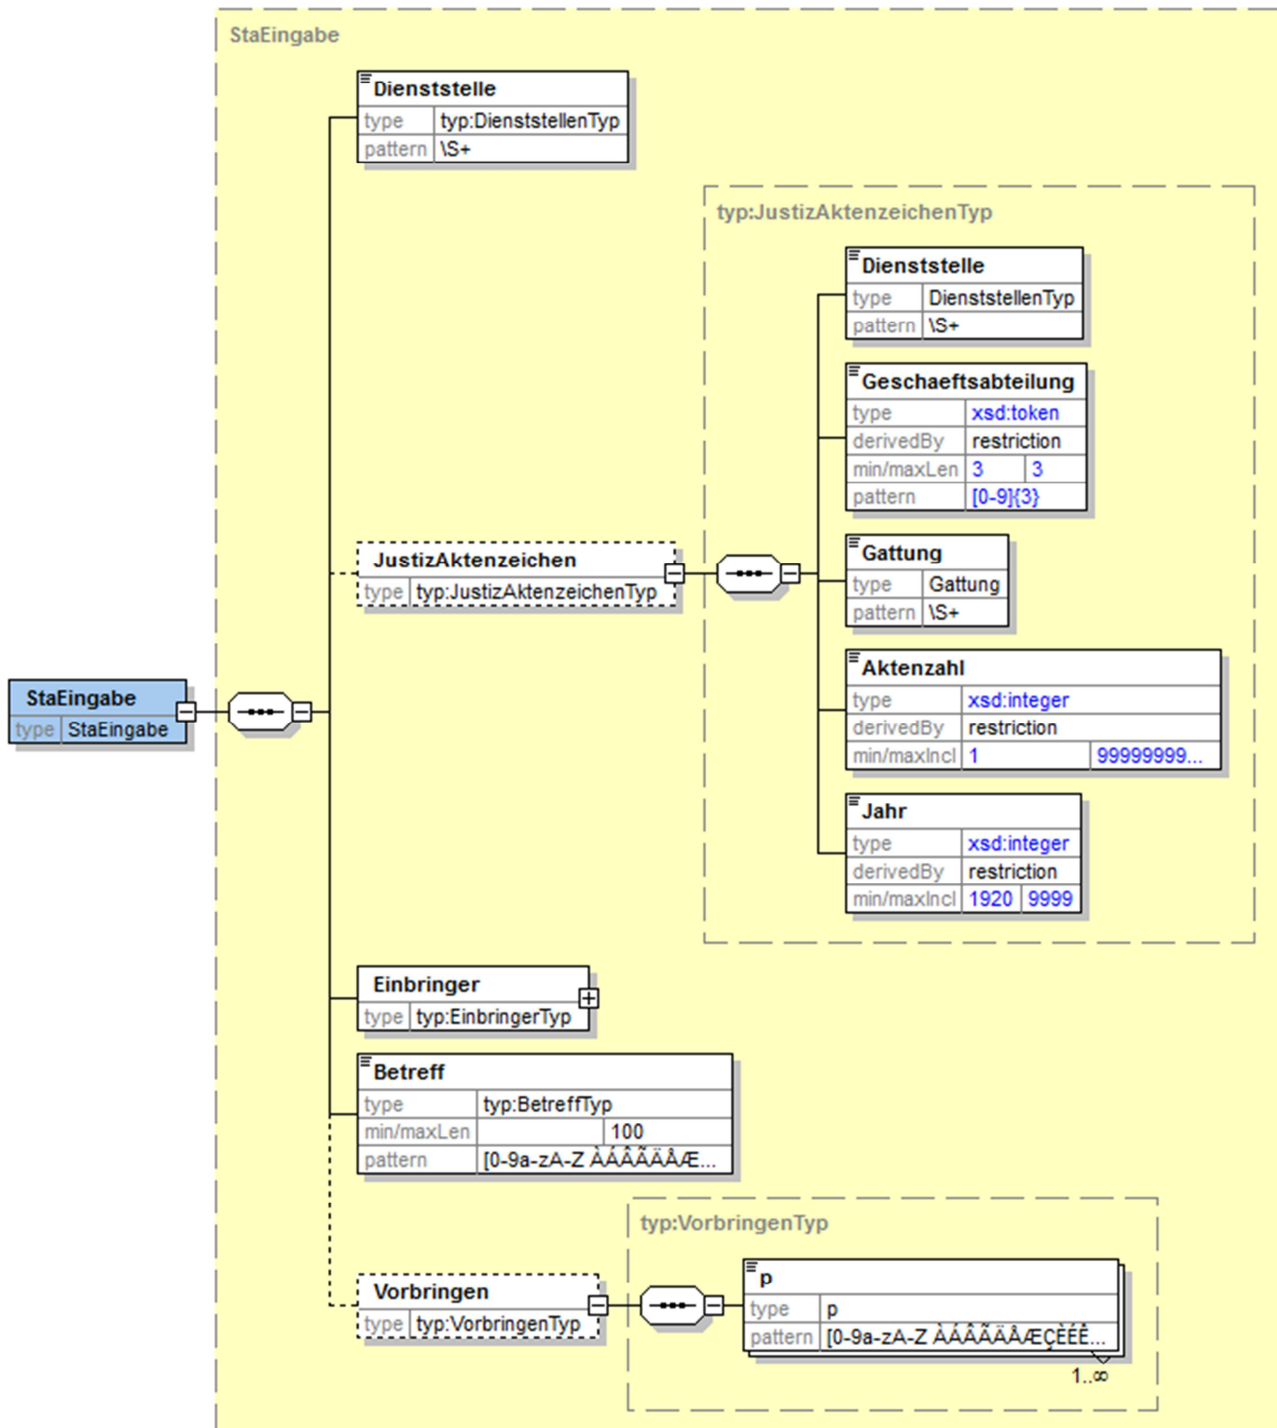 StaEingabe
Dienststelle
type typ:DienststellenTyp
pattern \S+
typ:JustizAktenzeichenTyp
Dienststelle
type DienststellenTyp
pattern \S+
Geschaeftsabteilung
type xsd:token
derivedBy restriction
min/maxLen 3 3
pattern [0-9]{3}
JustizAktenzeichen
type typ:JustizAktenzeichenTyp
Gattung
type Gattung
pattern \S+
Aktenzahl
type xsd:integer
derivedBy restriction
min/maxIncl 1 99999999...
StaEingabe
type StaEingabe
Jahr
type xsd:integer
derivedBy restriction
min/maxIncl 1920 9999
Einbringer
type typ:EinbringerTyp
Betreff
type typ:BetreffTyp
min/maxLen 100
pattern [0-9a-zA-Z ÀÁÂÃÄÅÆ...
typ:VorbringenTyp
Vorbringen
type typ:VorbringenTyp
p
type p
pattern [0-9a-zA-Z ÀÁÂÃÄÅÆÇÈÉÊ...
1..∞